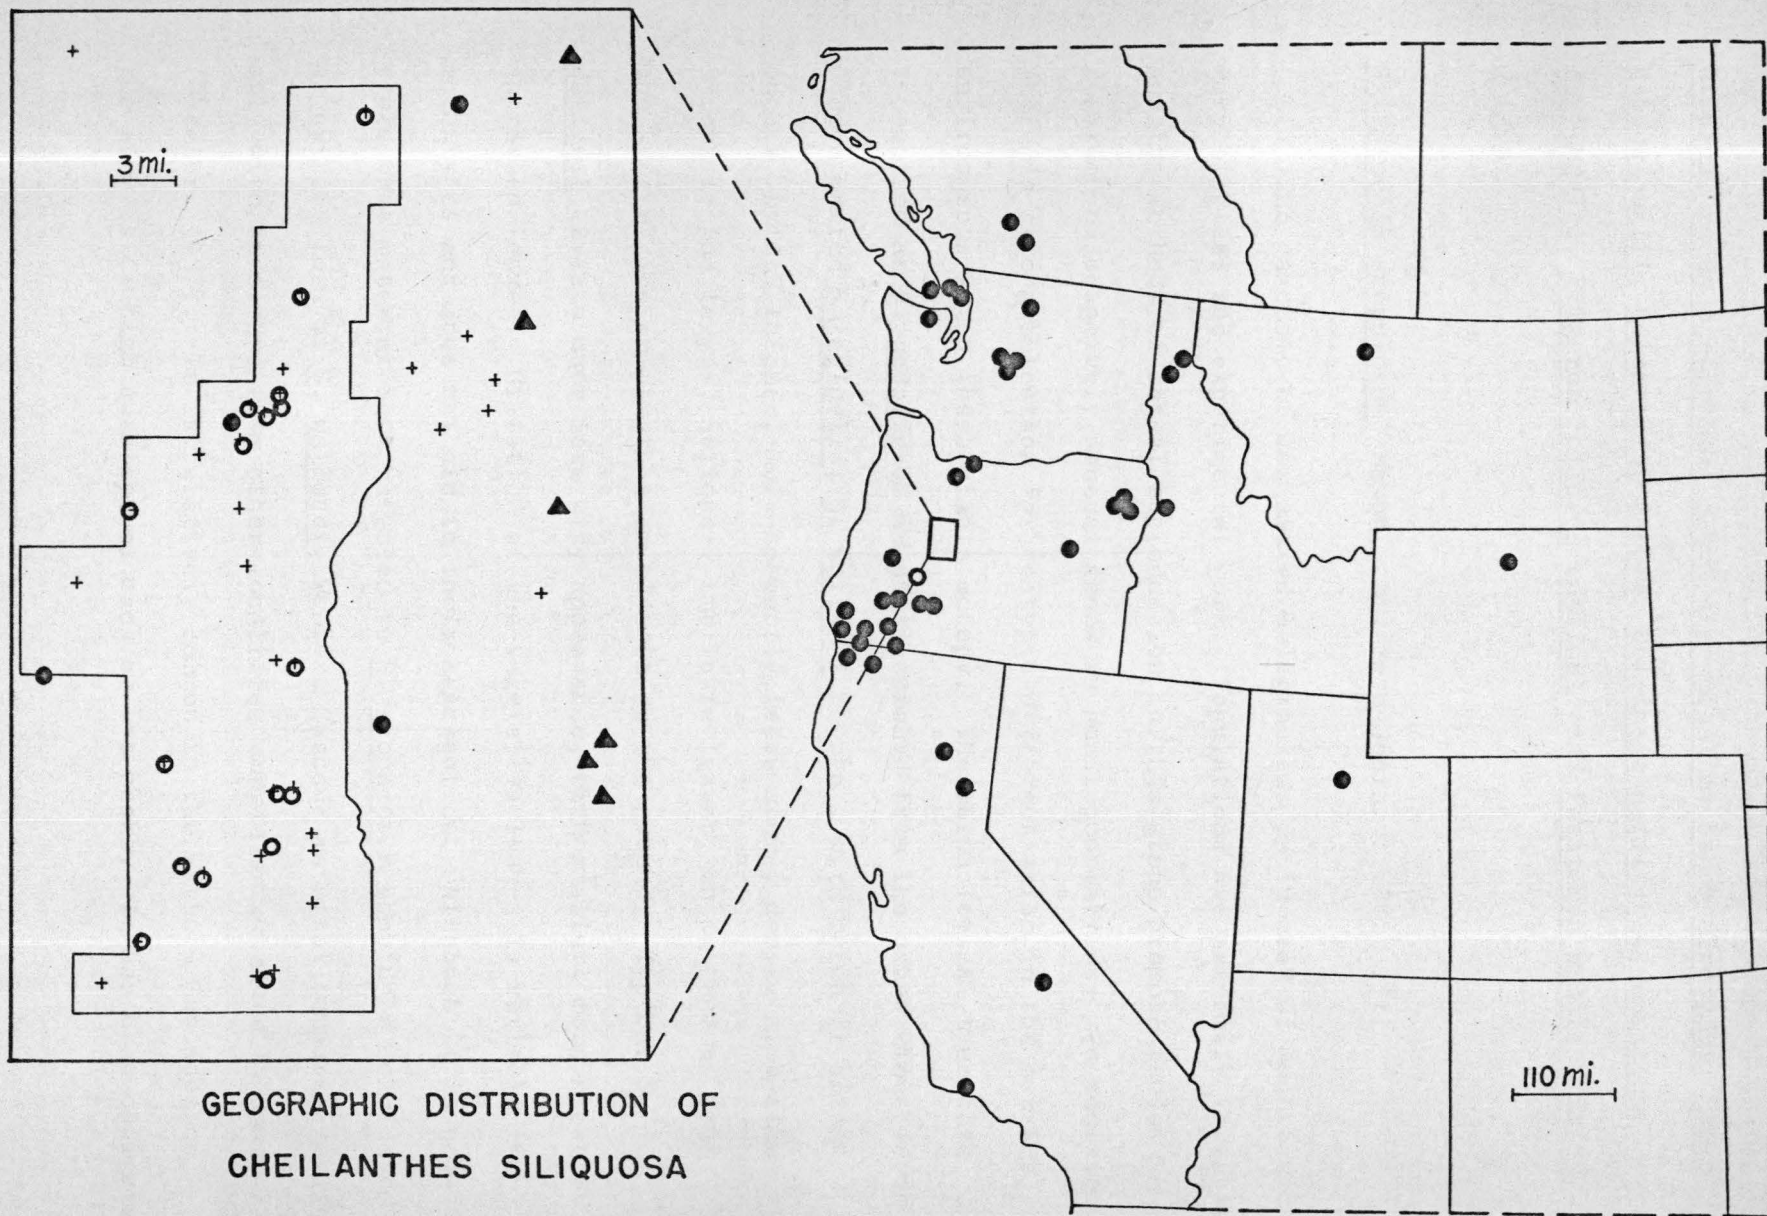 3 mi.
110 mi.
GEOGRAPHIC DISTRIBUTION OF
CHEILANTHES SILIQUOSA